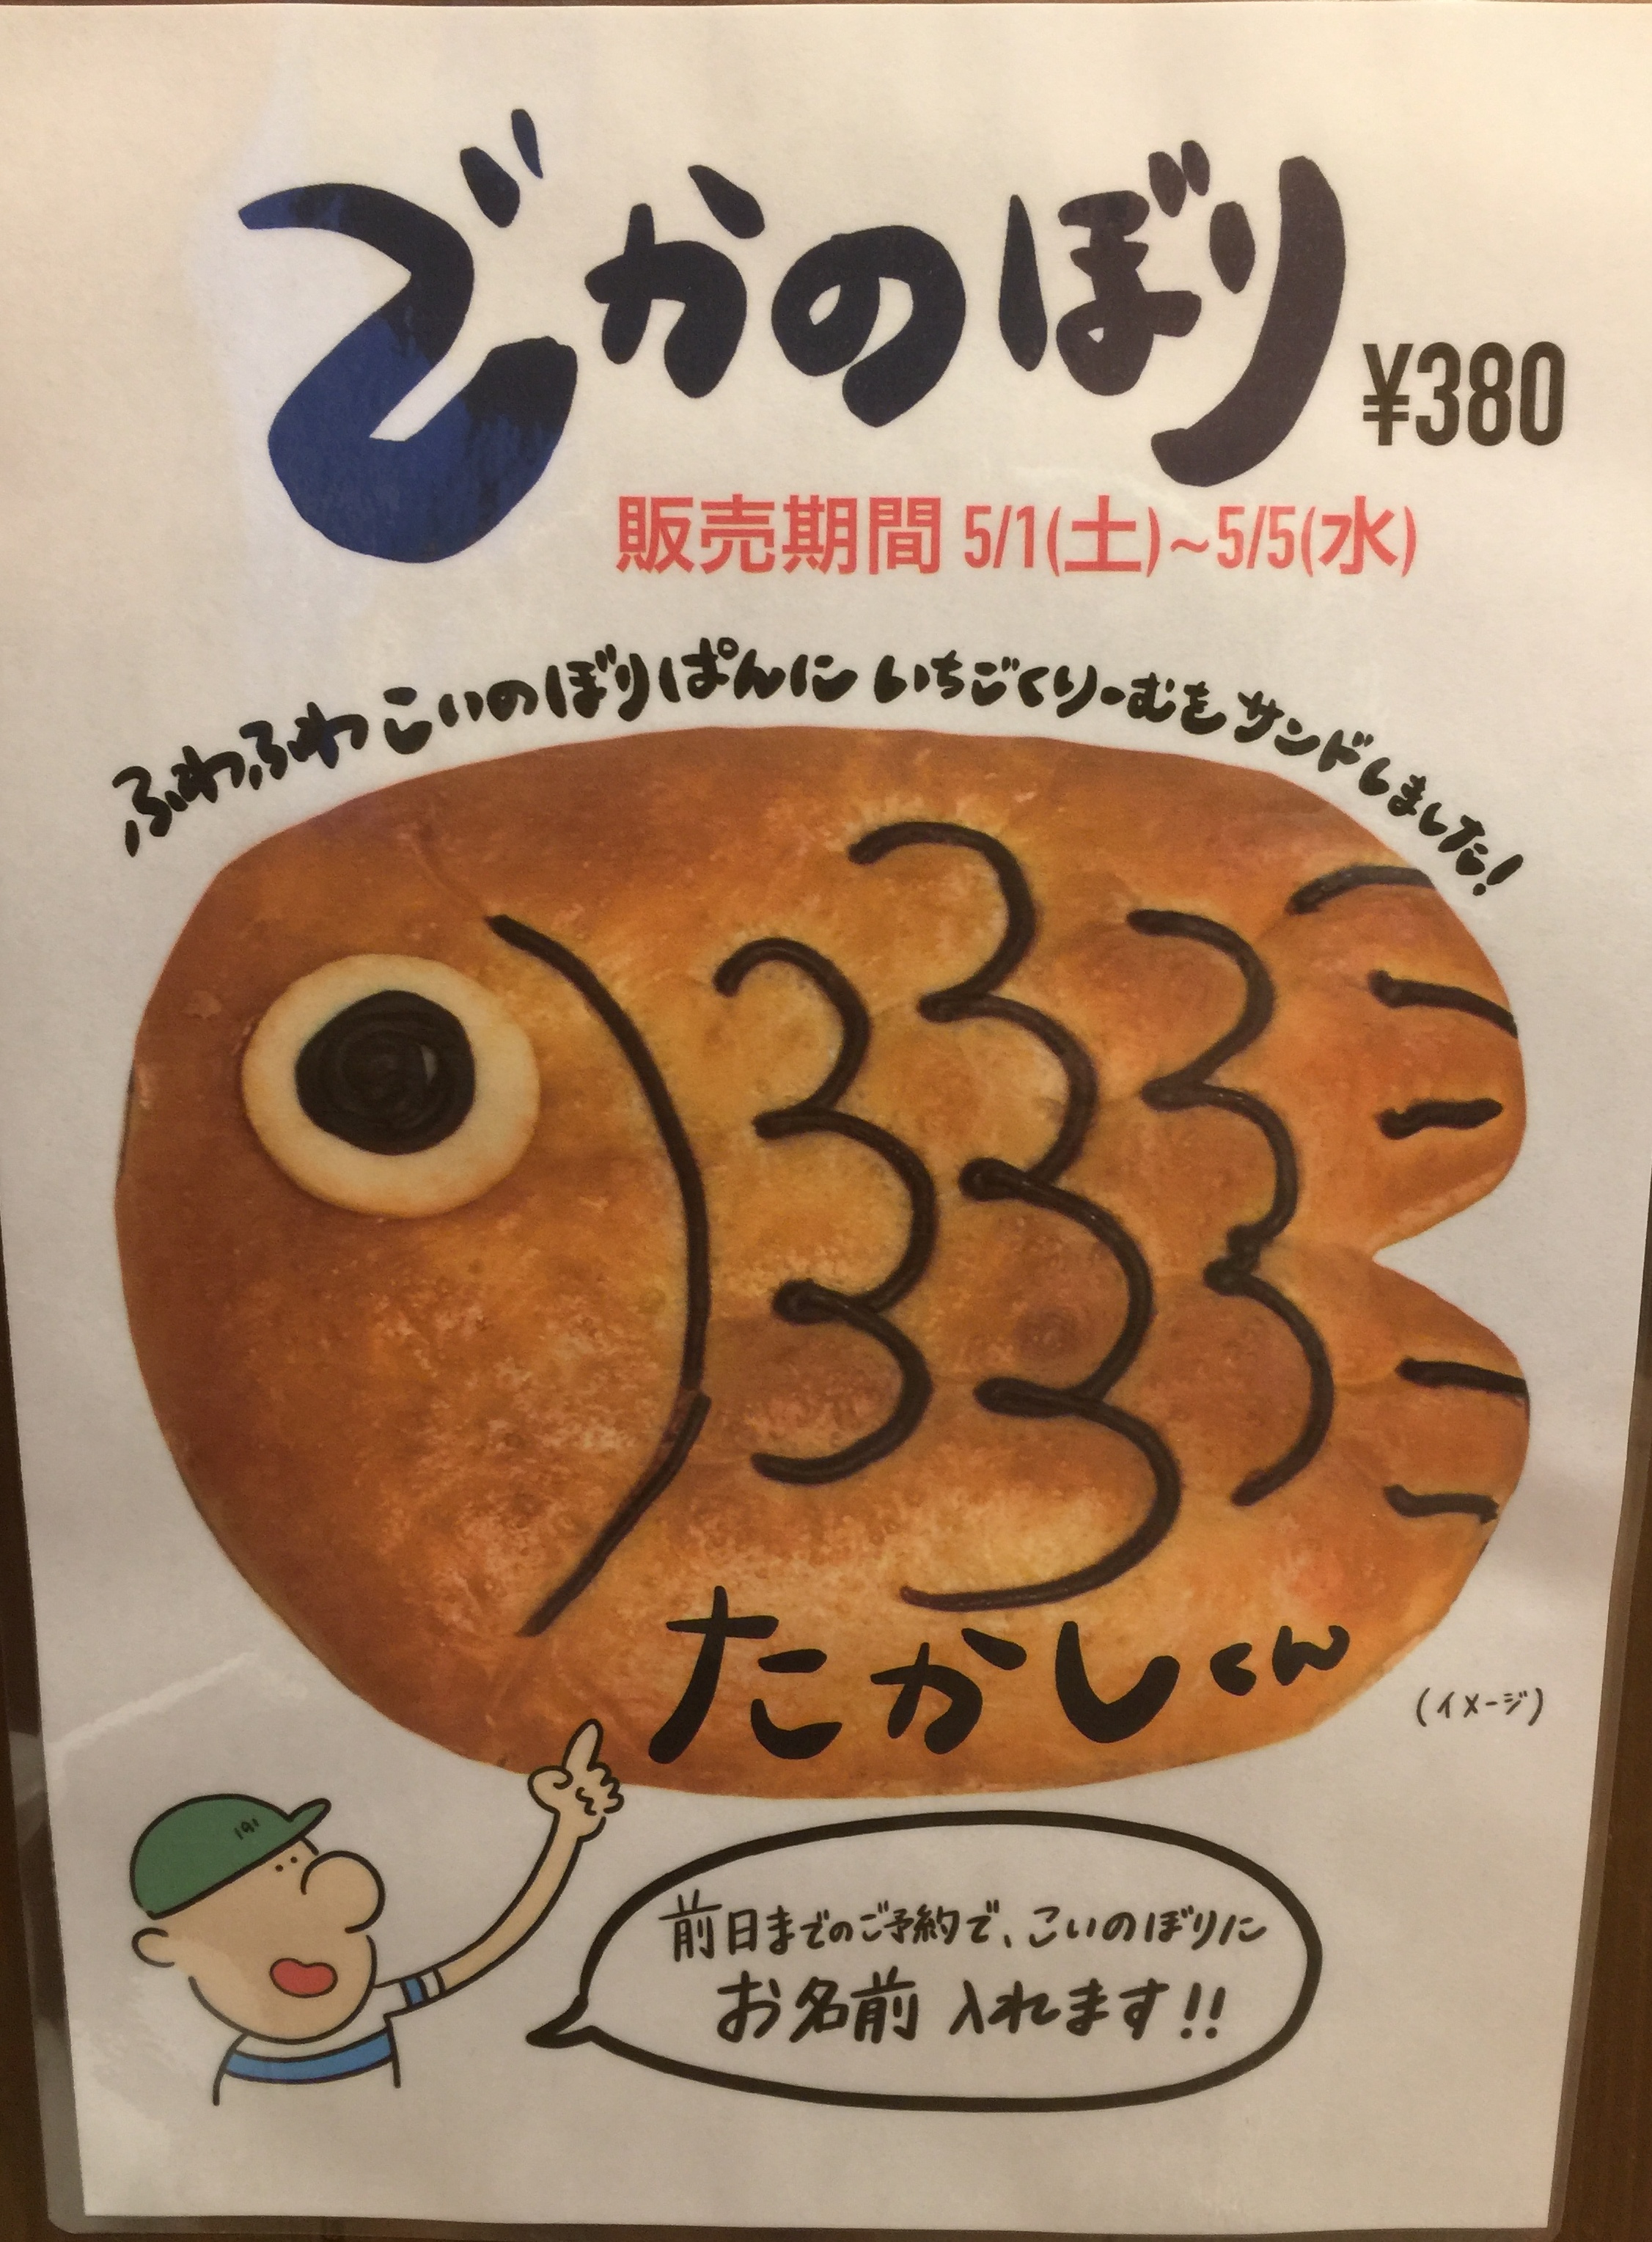 でかのぼり
¥380
販売期間 5/1(土)~5/5(水)
ふわふわこいのぼりぱんに いちごくりーむをサンドしました!
たかしくん
(イメージ)
前日までのご予約で、こいのぼりに
お名前 入れます!!